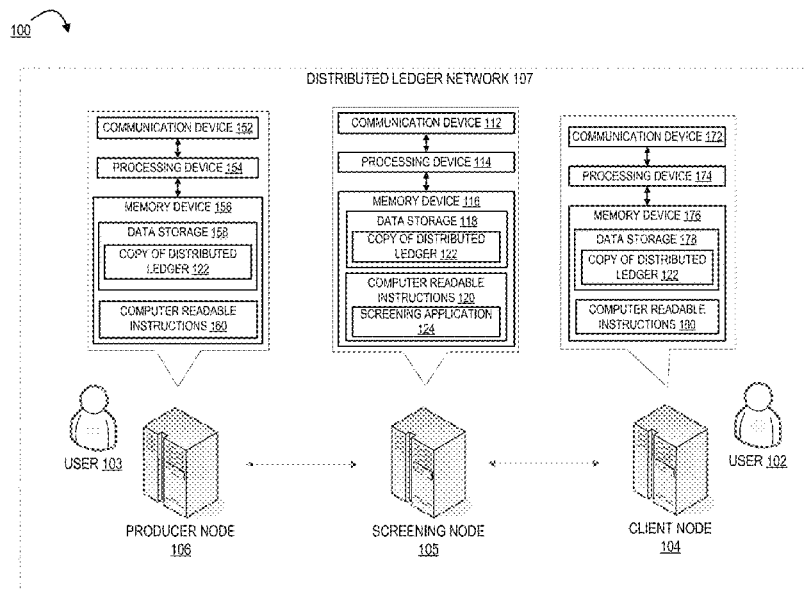 100
DISTRIBUTED LEDGER NETWORK 107
COMMUNICATION DEVICE 152
PROCESSING DEVICE 154
MEMORY DEVICE 156
DATA STORAGE 158
COPY OF DISTRIBUTED
LEDGER 122
COMPUTER READABLE
INSTRUCTIONS 160
COMMUNICATION DEVICE 112
PROCESSING DEVICE 114
MEMORY DEVICE 116
DATA STORAGE 118
COPY OF DISTRIBUTED
LEDGER 122
COMPUTER READABLE
INSTRUCTIONS 120
SCREENING APPLICATION
124
COMMUNICATION DEVICE 172
PROCESSING DEVICE 174
MEMORY DEVICE 176
DATA STORAGE 178
COPY OF DISTRIBUTED
LEDGER 122
COMPUTER READABLE
INSTRUCTIONS 180
USER 103
PRODUCER NODE
106
SCREENING NODE
105
CLIENT NODE
104
USER 102